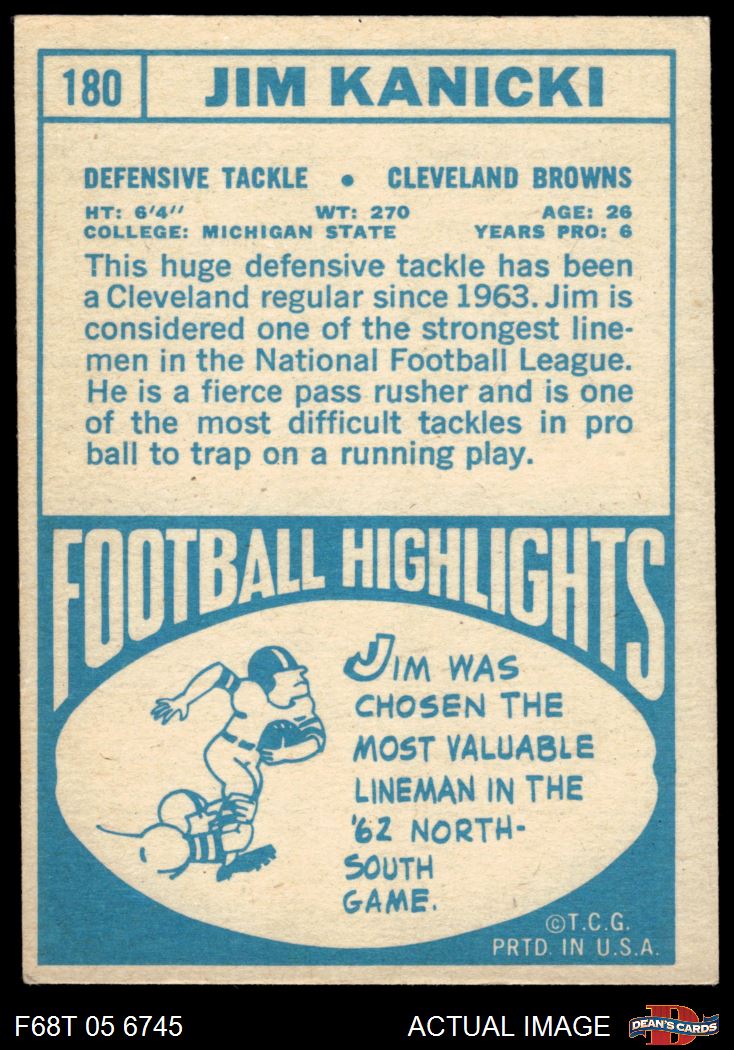 180 JIM KANICKI
DEFENSIVE TACKLE • CLEVELAND BROWNS
HT: 6'4'' WT: 270 AGE: 26
COLLEGE: MICHIGAN STATE YEARS PRO: 6
This huge defensive tackle has been
a Cleveland regular since 1963. Jim is
considered one of the strongest line-
men in the National Football League.
He is a fierce pass rusher and is one
of the most difficult tackles in pro
ball to trap on a running play.
FOOTBALL HIGHLIGHTS
JIM WAS
CHOSEN THE
MOST VALUABLE
LINEMAN IN THE
'62 NORTH-
SOUTH
GAME.
©T.C.G.
PRTD. IN U.S.A.
F68T 05 6745 ACTUAL IMAGE DEAN'S CARDS